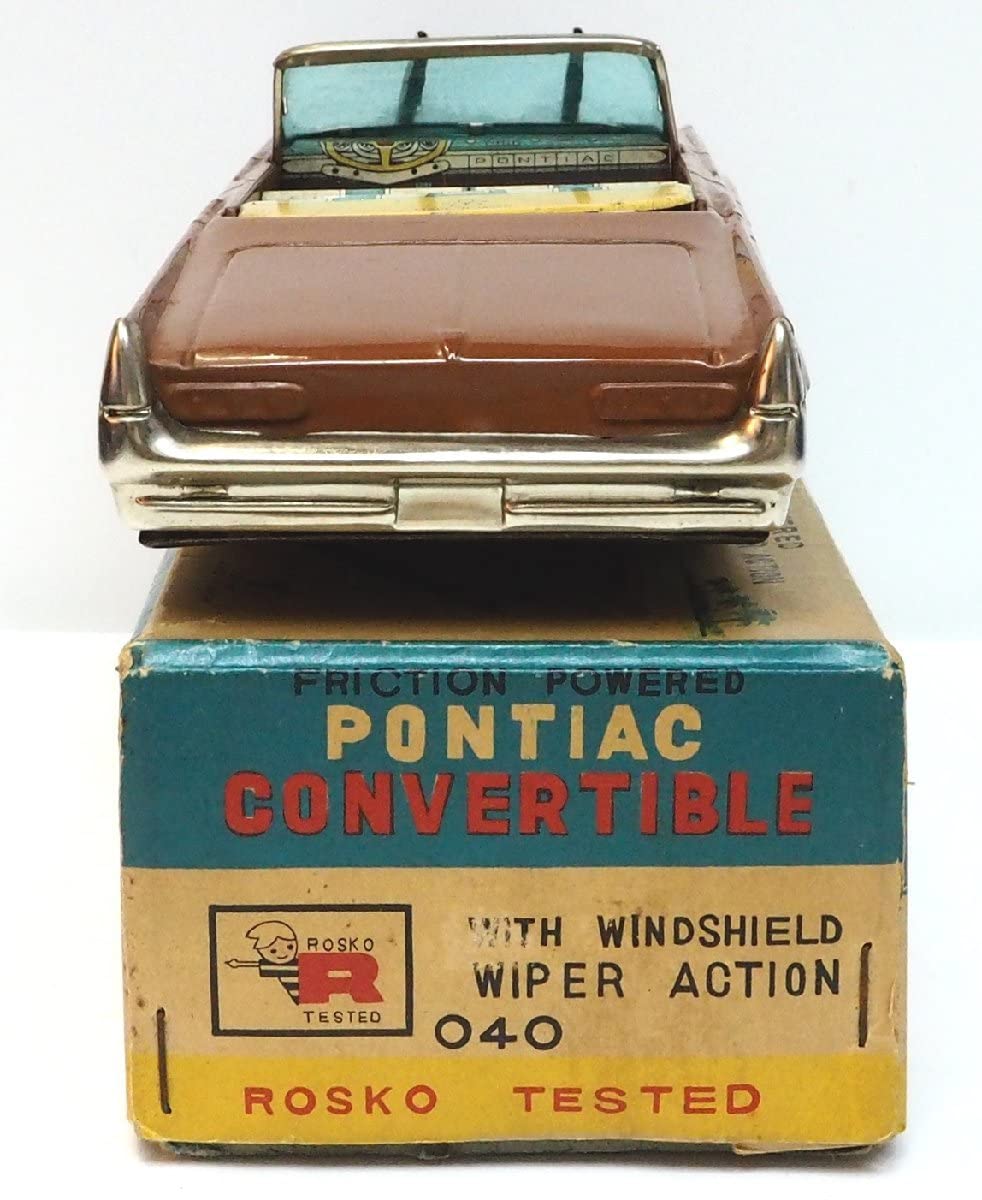 PONTIAC
FRICTION POWERED
PONTIAC
CONVERTIBLE
ROSKO
R
TESTED
WITH WINDSHIELD
WIPER ACTION
040
ROSKO TESTED